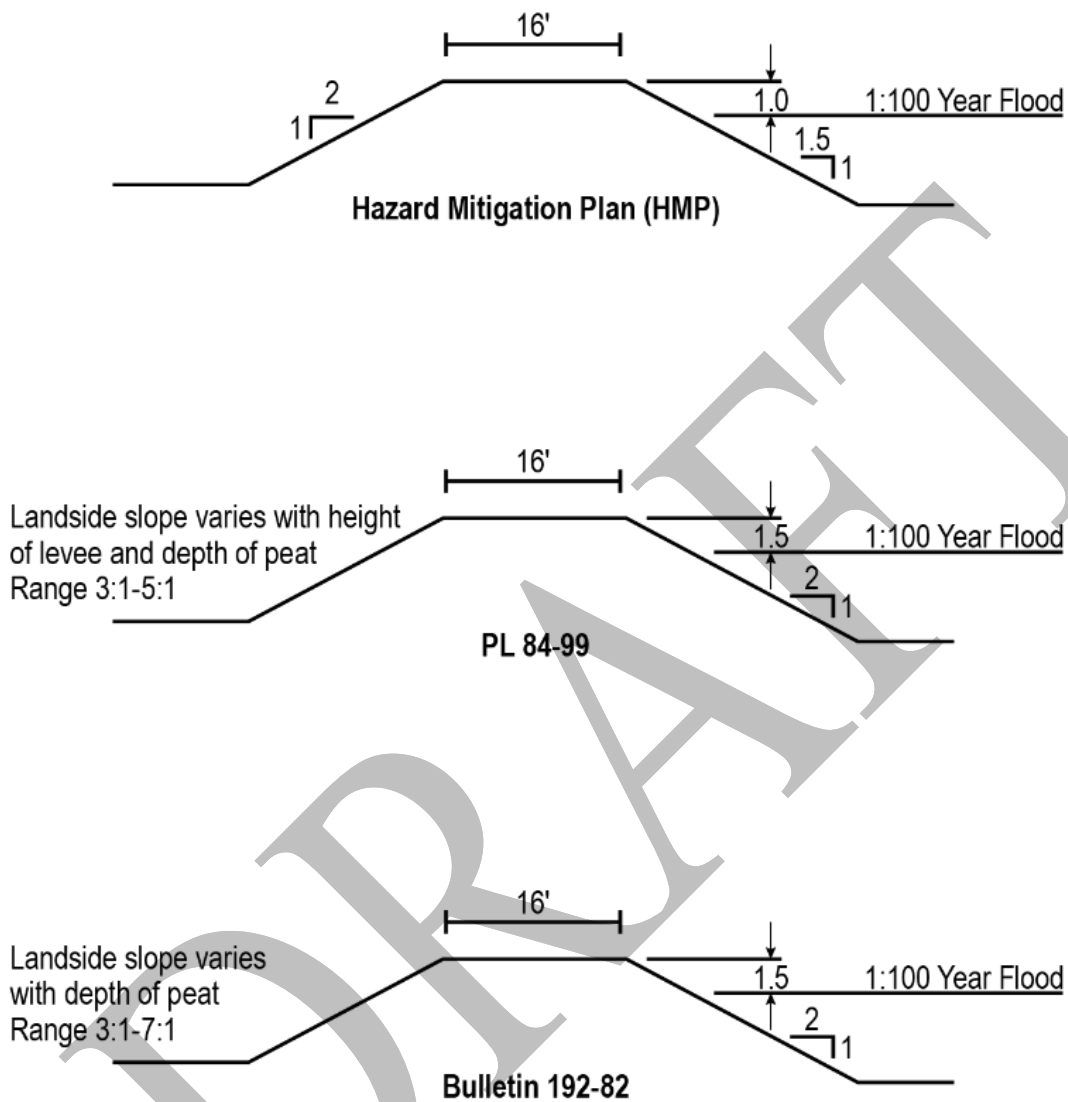 16'
2
1
1.0
1:100 Year Flood
1.5
1
Hazard Mitigation Plan (HMP)
16'
Landside slope varies with height
of levee and depth of peat
Range 3:1-5:1
1.5
1:100 Year Flood
2
1
PL 84-99
16'
Landside slope varies
with depth of peat
Range 3:1-7:1
1.5
1:100 Year Flood
2
1
Bulletin 192-82
DRAFT